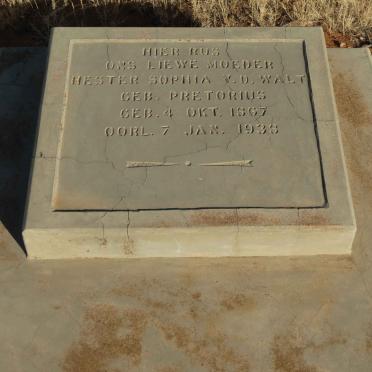 HIER RUS
ONS LIEWE MOEDER
HESTER SOPHIA V.D. WALT
GEB. PRETORIUS
GEB. 4 OKT. 1867
OORL. 7 JAN. 1938